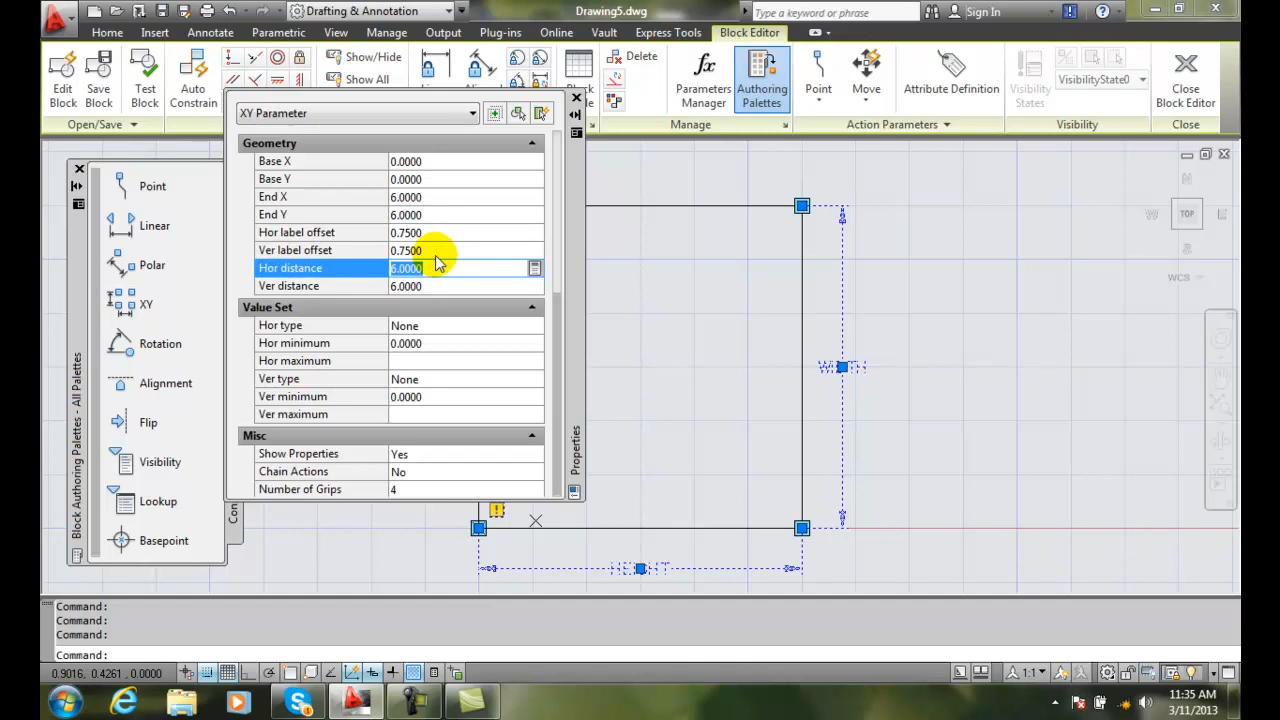 Drafting & Annotation
Drawing5.dwg
Type a keyword or phrase
Sign In
Home Insert Annotate Parametric View Manage Output Plug-ins Online Vault Express Tools Block Editor
Edit Block
Save Block
Test Block
Auto Constrain
Show/Hide
Show All
Block
Delete
Parameters Manager
Authoring Palettes
Point
Move
Attribute Definition
Visibility States
VisibilityState0
Close Block Editor
Open/Save
Manage
Action Parameters
Visibility
Close
XY Parameter
Geometry
Base X 0.0000
Base Y 0.0000
End X 6.0000
End Y 6.0000
Hor label offset 0.7500
Ver label offset 0.7500
Hor distance 6.0000
Ver distance 6.0000
Value Set
Hor type None
Hor minimum 0.0000
Hor maximum
Ver type None
Ver minimum 0.0000
Ver maximum
Misc
Show Properties Yes
Chain Actions No
Number of Grips 4
Properties
Point
Linear
Polar
XY
Rotation
Alignment
Flip
Visibility
Lookup
Basepoint
Block Authoring Palettes - All Palettes
Con
N
W TOP E
S
WCS
Command:
Command:
Command:
Command:
0.9016, 0.4261, 0.0000
1:1
11:35 AM
3/11/2013